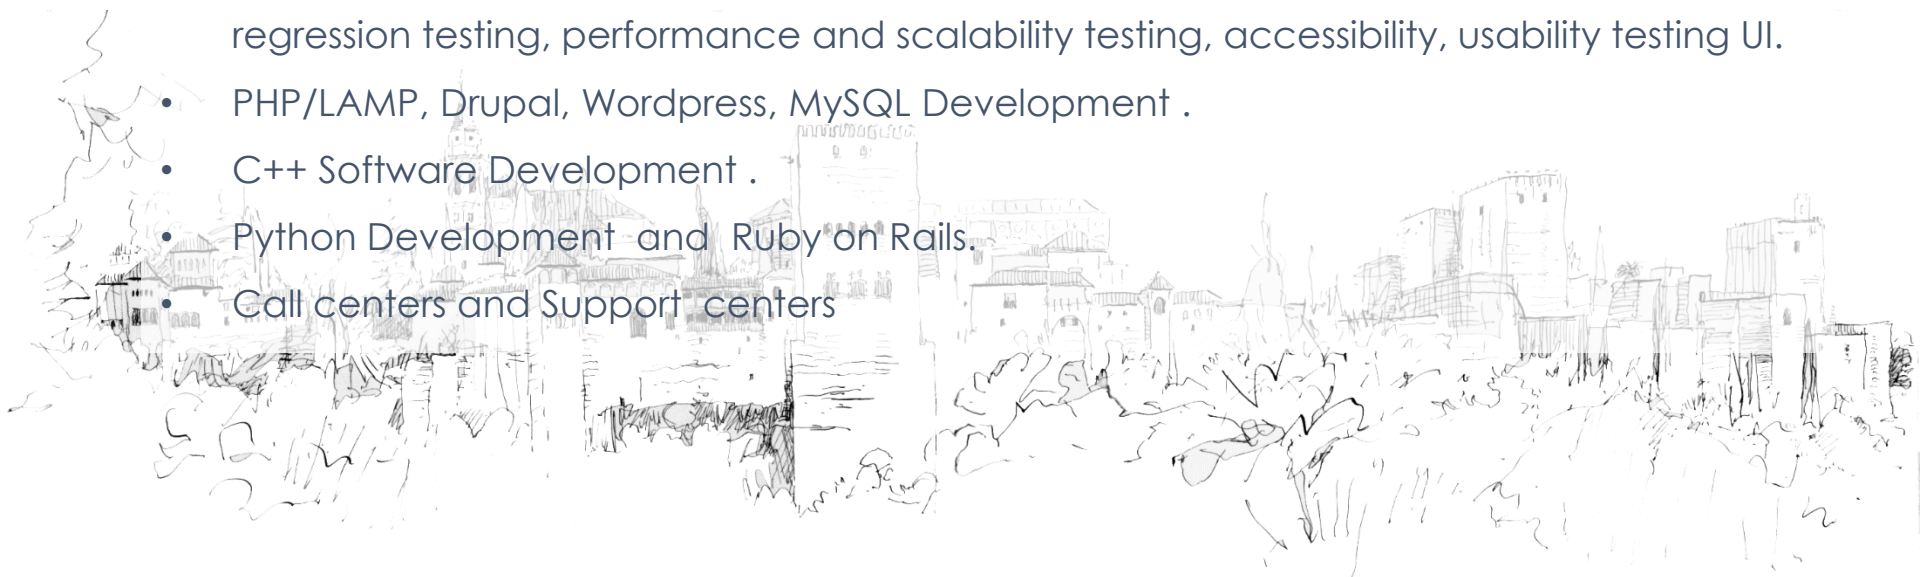 regression testing, performance and scalability testing, accessibility, usability testing UI.
• PHP/LAMP, Drupal, Wordpress, MySQL Development .
• C++ Software Development .
• Python Development and Ruby on Rails.
• Call centers and Support centers